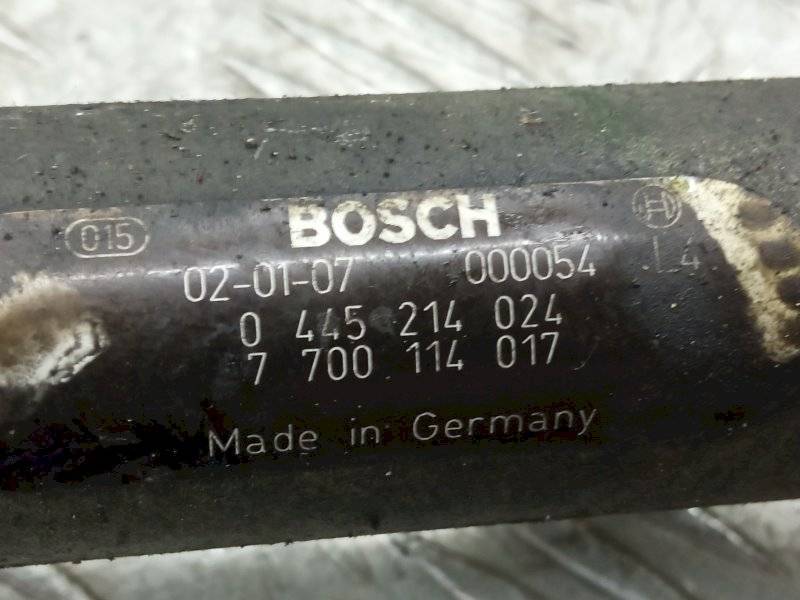 015 BOSCH
02-01-07 000054 L4
0 445 214 024
7 700 114 017
Made in Germany